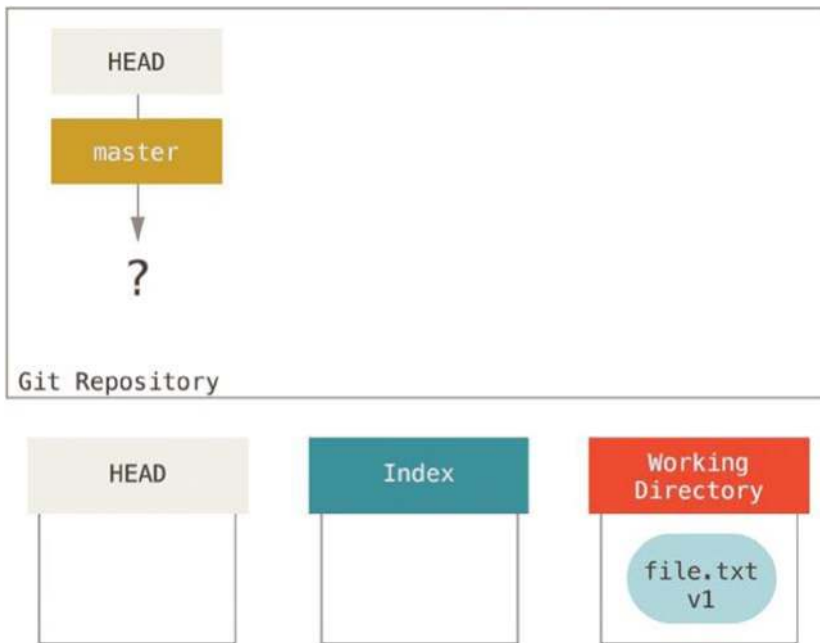 HEAD
master
?
Git Repository
HEAD
Index
Working
Directory
file.txt
v1